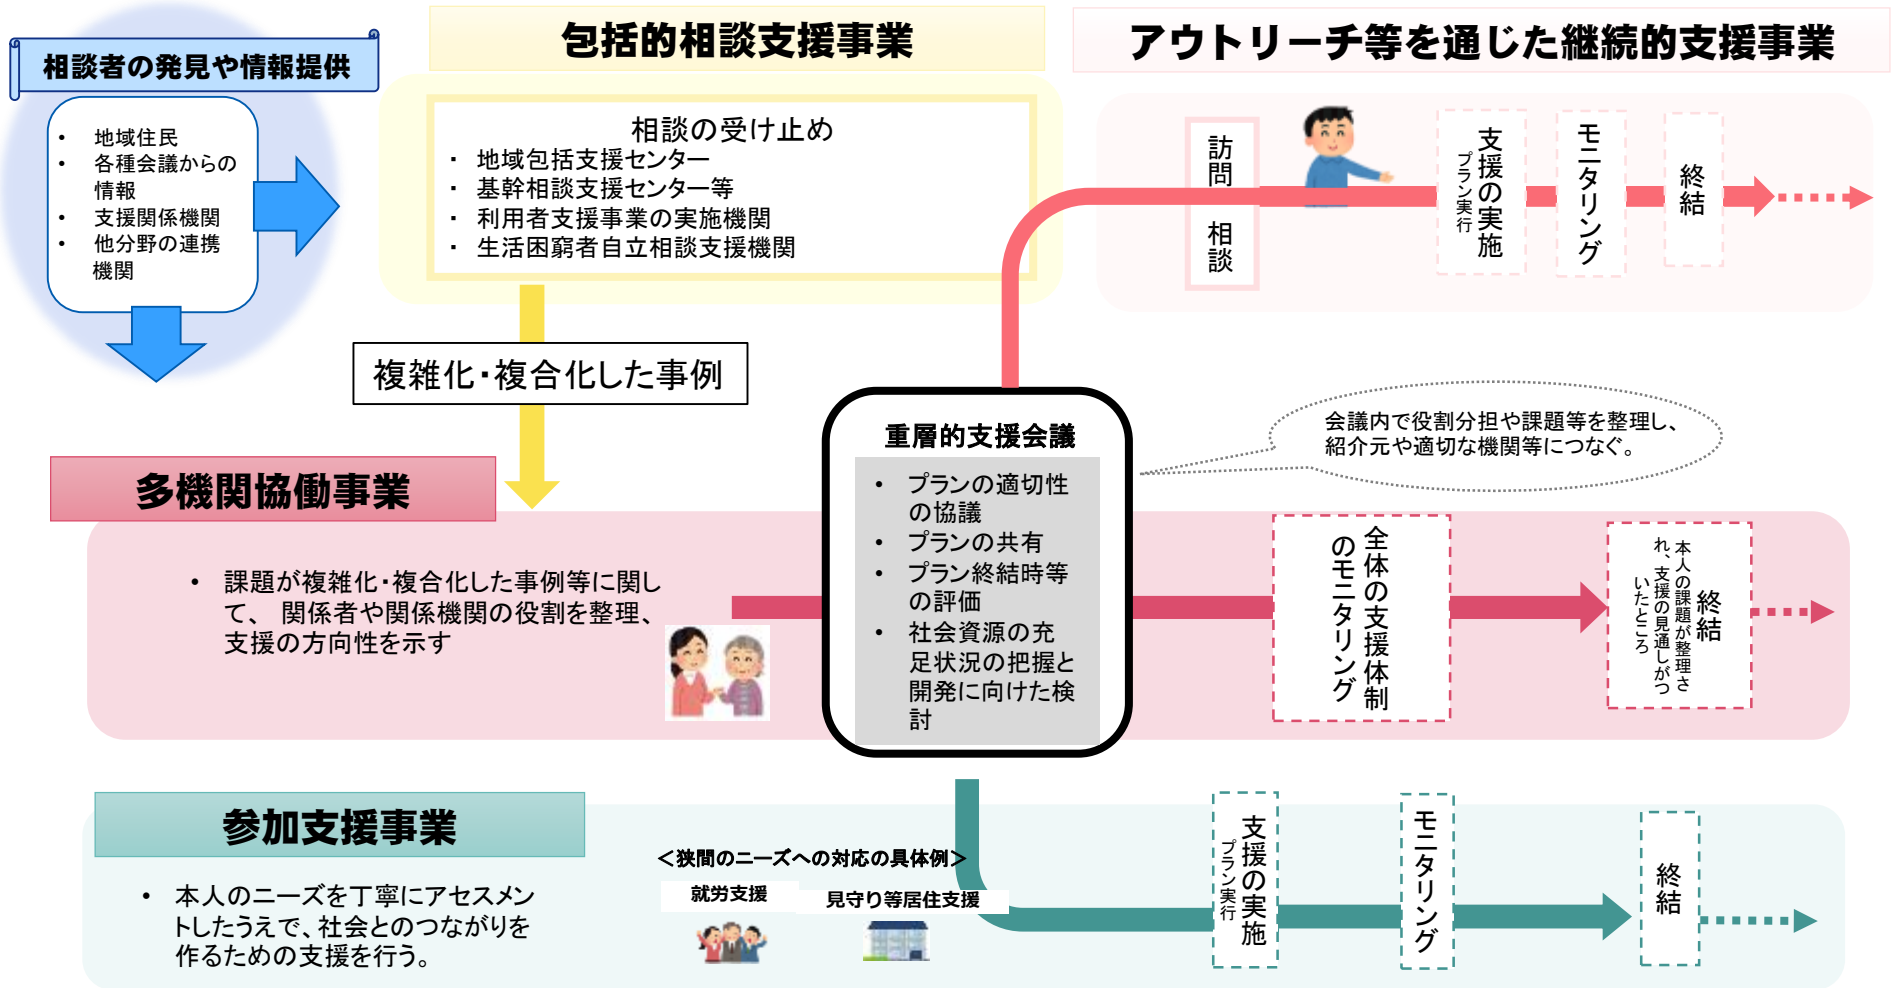 相談者の発見や情報提供
・ 地域住民
・ 各種会議からの
情報
・ 支援関係機関
・ 他分野の連携
機関
包括的相談支援事業
相談の受け止め
・ 地域包括支援センター
・ 基幹相談支援センター等
・ 利用者支援事業の実施機関
・ 生活困窮者自立相談支援機関
アウトリーチ等を通じた継続的支援事業
訪問 相談
支援の実施
プラン実行
モニタリング
終結
複雑化・複合化した事例
重層的支援会議
• プランの適切性
の協議
• プランの共有
• プラン終結時等
の評価
• 社会資源の充
足状況の把握と
開発に向けた検
討
会議内で役割分担や課題等を整理し、
紹介元や適切な機関等につなぐ。
多機関協働事業
• 課題が複雑化・複合化した事例等に関し
て、 関係者や関係機関の役割を整理、
支援の方向性を示す
全体の支援体制
のモニタリング
終結
本人の課題が整理さ
れ、支援の見通しがつ
いたところ
参加支援事業
• 本人のニーズを丁寧にアセスメン
トしたうえで、社会とのつながりを
作るための支援を行う。
＜狭間のニーズへの対応の具体例＞
就労支援
見守り等居住支援
支援の実施
プラン実行
モニタリング
終結